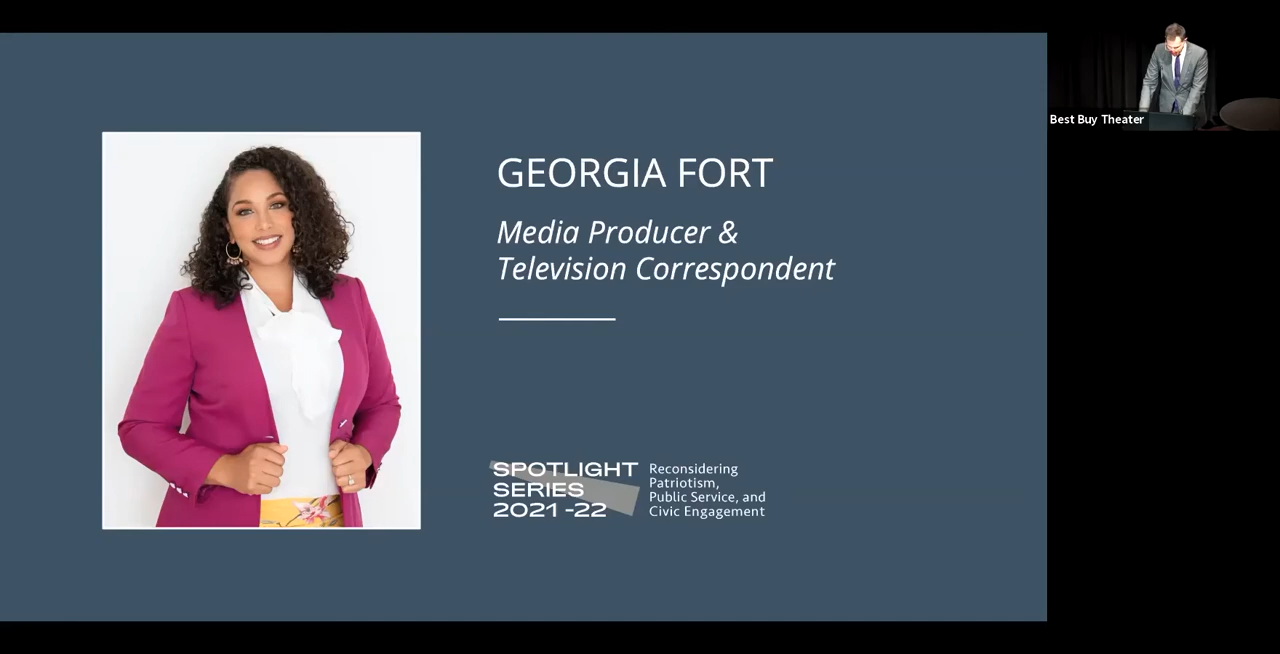 GEORGIA FORT
Media Producer &
Television Correspondent
SPOTLIGHT
SERIES
2021 -22
Reconsidering
Patriotism,
Public Service, and
Civic Engagement
Best Buy Theater